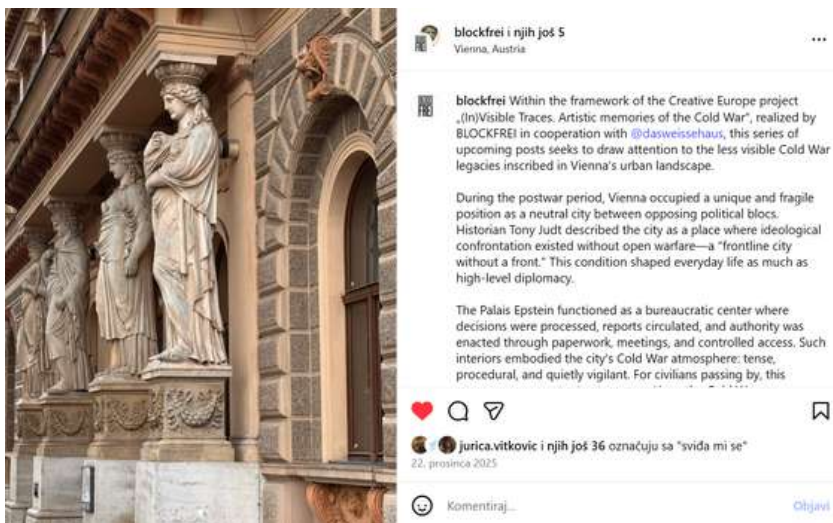 blockfrei i njih još 5
Vienna, Austria
blockfrei Within the framework of the Creative Europe project
„(In)Visible Traces. Artistic memories of the Cold War", realized by
BLOCKFREI in cooperation with @dasweissehaus, this series of
upcoming posts seeks to draw attention to the less visible Cold War
legacies inscribed in Vienna's urban landscape.
During the postwar period, Vienna occupied a unique and fragile
position as a neutral city between opposing political blocs.
Historian Tony Judt described the city as a place where ideological
confrontation existed without open warfare—a "frontline city
without a front." This condition shaped everyday life as much as
high-level diplomacy.
The Palais Epstein functioned as a bureaucratic center where
decisions were processed, reports circulated, and authority was
enacted through paperwork, meetings, and controlled access. Such
interiors embodied the city's Cold War atmosphere: tense,
procedural, and quietly vigilant. For civilians passing by, this
jurica.vitkovic i njih još 36 označuju sa "sviđa mi se"
22. prosinca 2025
Komentiraj...
Objavi